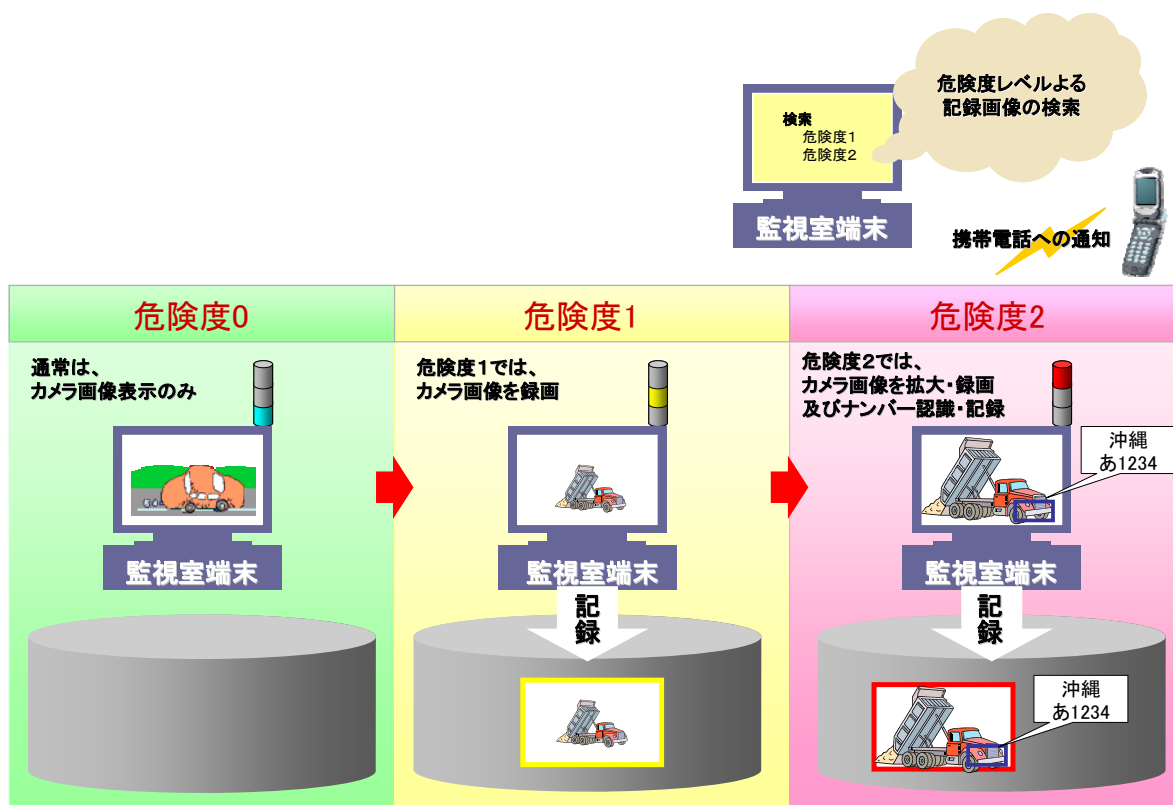 危険度レベルよる
記録画像の検索
検索
危険度1
危険度2
監視室端末
携帯電話への通知
危険度0
危険度1
危険度2
通常は、
カメラ画像表示のみ
危険度1では、
カメラ画像を録画
危険度2では、
カメラ画像を拡大・録画
及びナンバー認識・記録
沖縄
あ1234
監視室端末
監視室端末
監視室端末
記
録
記
録
沖縄
あ1234